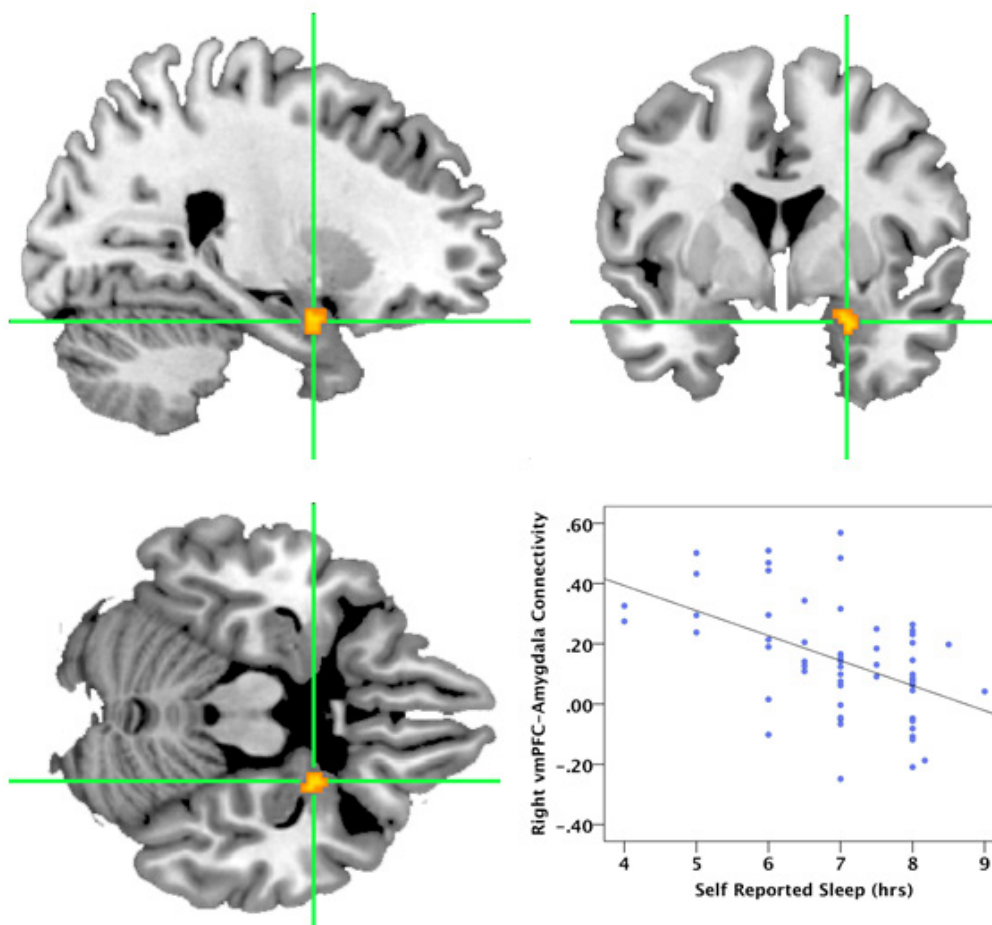 Right vmPFC-Amygdala Connectivity
.60
.40
.20
.00
-.20
-.40
4 5 6 7 8 9
Self Reported Sleep (hrs)